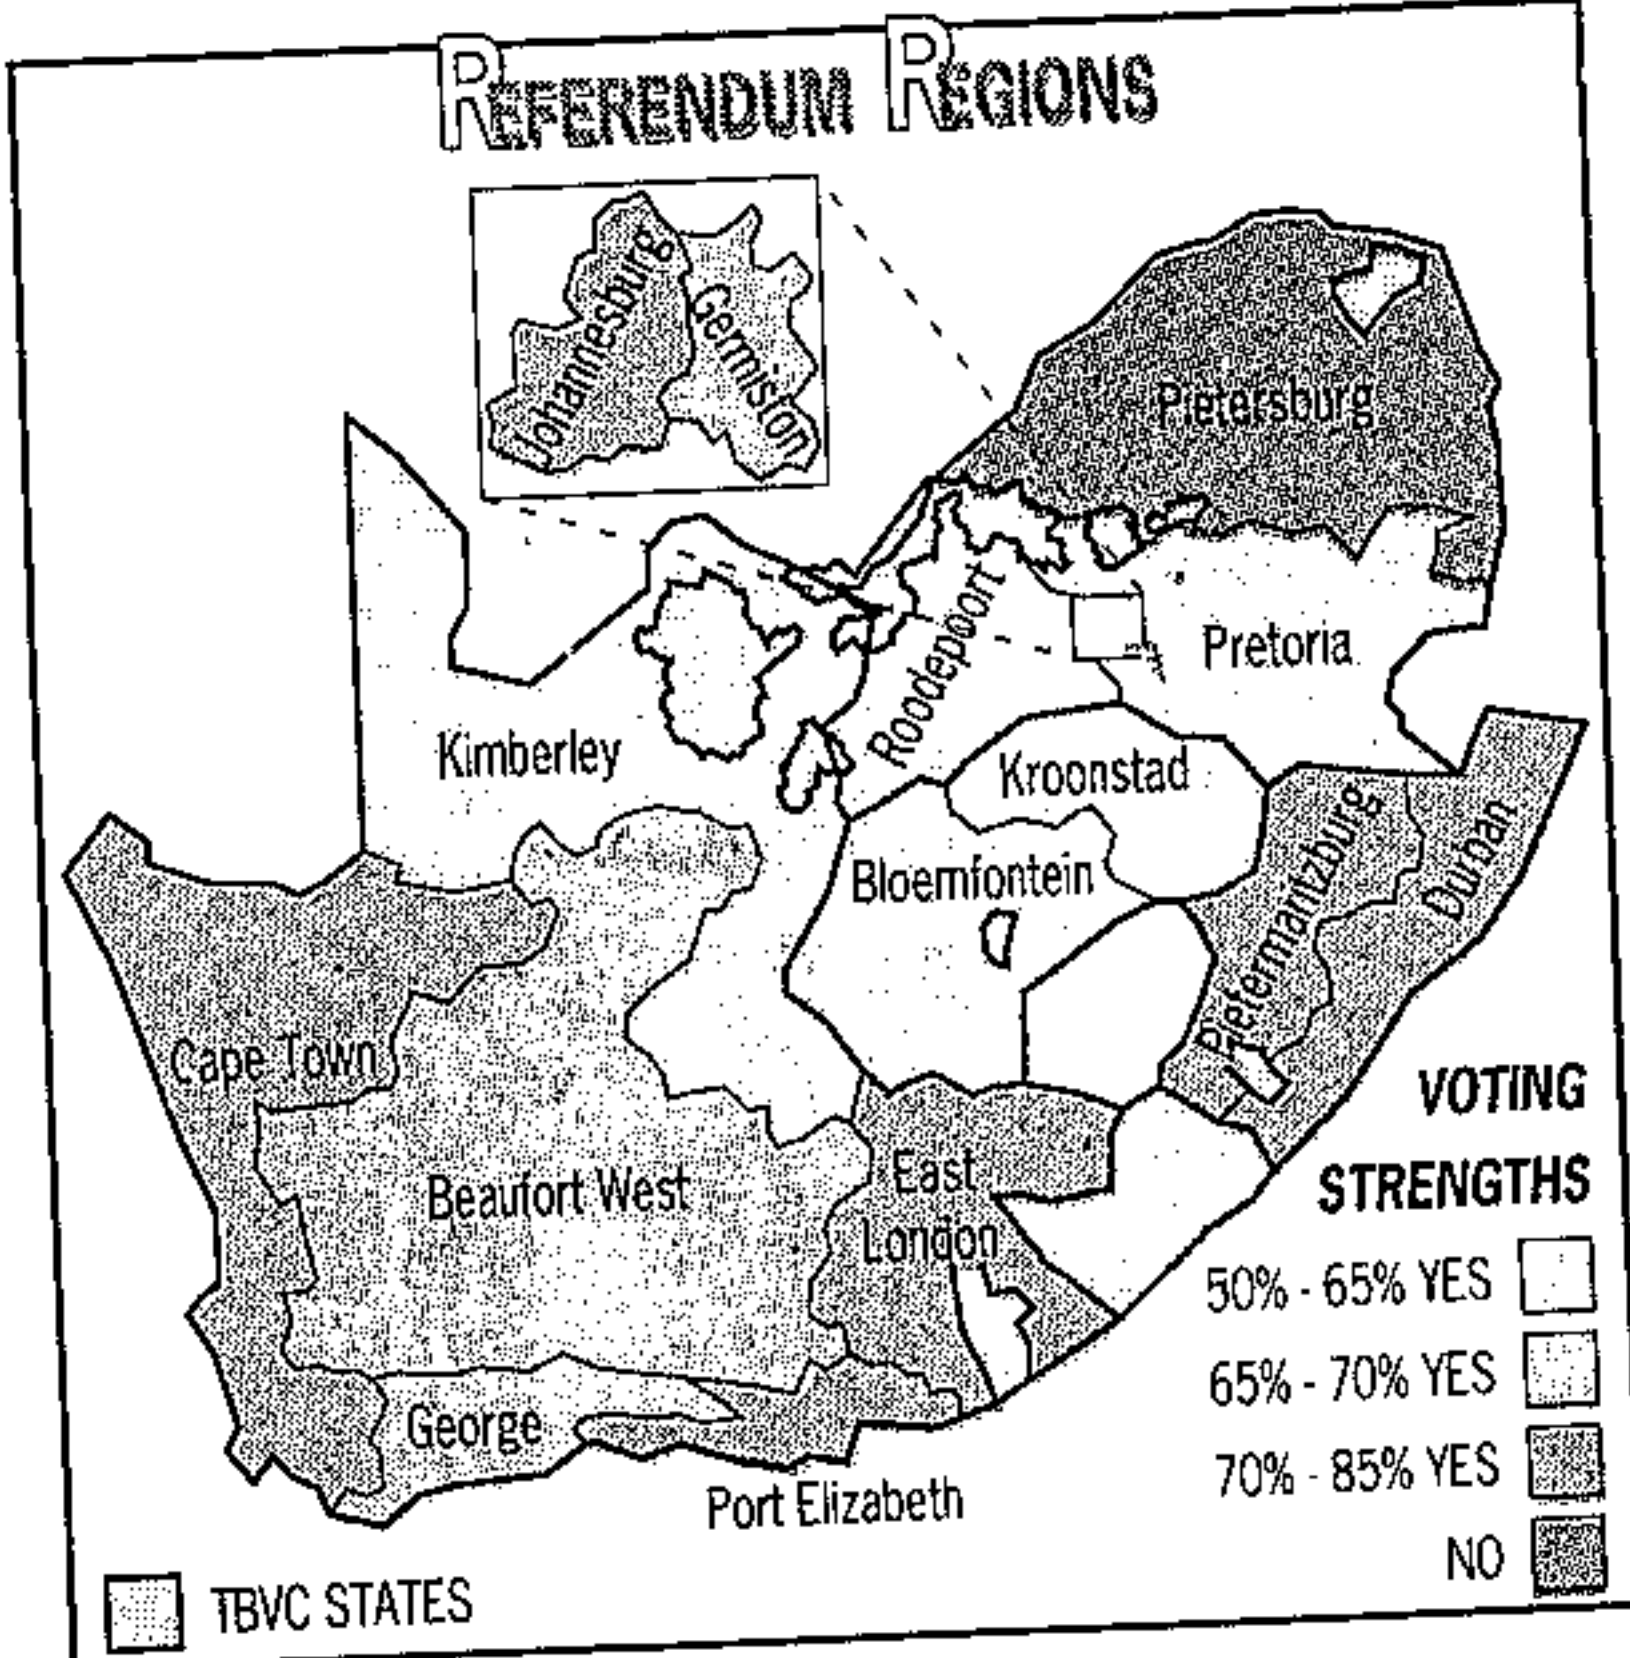 REFERENDUM REGIONS
Johannesburg
Germiston
Pietersburg
Roodepoort
Pretoria
Kimberley
Kroonstad
Bloemfontein
Pietermaritzburg
Durban
Cape Town
Beaufort West
East
London
George
Port Elizabeth
VOTING
STRENGTHS
50% - 65% YES
65% - 70% YES
70% - 85% YES
NO
TBVC STATES